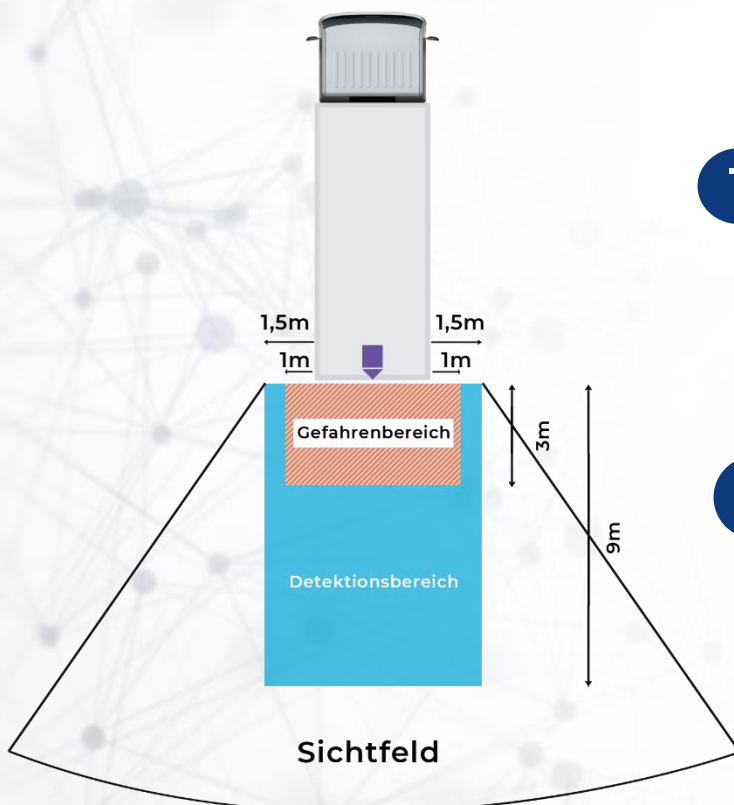 1,5m
1,5m
1m
1m
Gefahrenbereich
3m
9m
Detektionsbereich
Sichtfeld